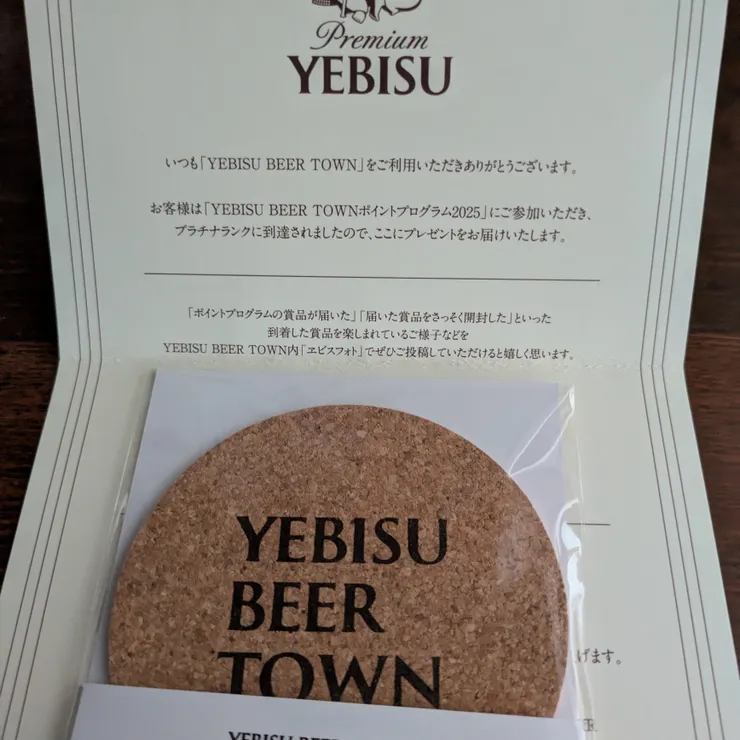 Premium
YEBISU
いつも「YEBISU BEER TOWN」をご利用いただきありがとうございます。
お客様は「YEBISU BEER TOWNポイントプログラム2025」にご参加いただき、
プラチナランクに到達されましたので、ここにプレゼントをお届けいたします。
「ポイントプログラムの賞品が届いた」「届いた賞品をさっそく開封した」といった
到着した賞品を楽しまれているご様子などを
YEBISU BEER TOWN内「ヱビスフォト」でぜひご投稿していただけると嬉しく思います。
YEBISU
BEER
TOWN
げます。
YEBISU BEER